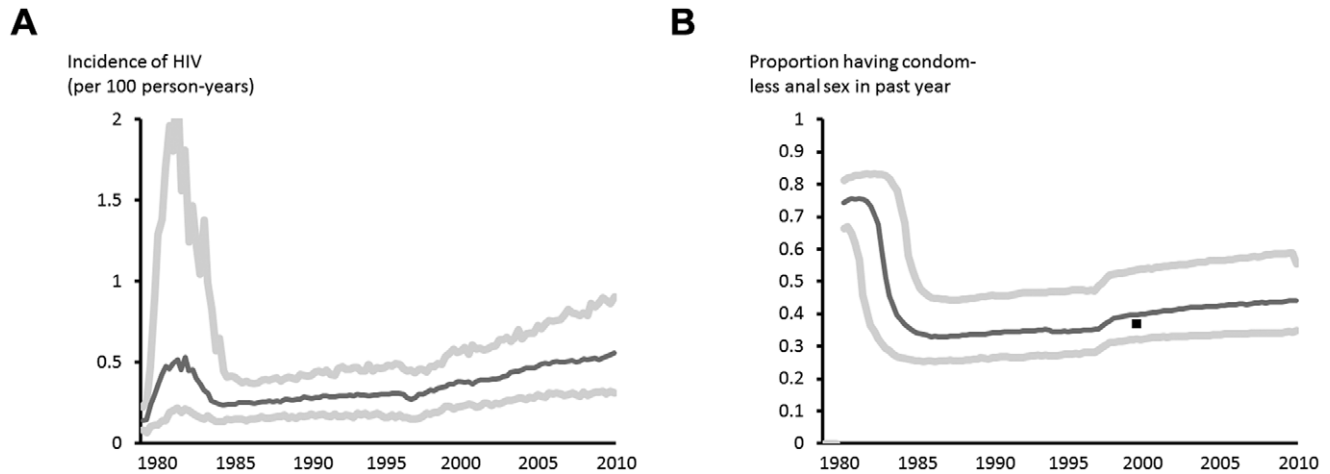 A
Incidence of HIV
(per 100 person-years)
2
1.5
1
0.5
0
1980 1985 1990 1995 2000 2005 2010
B
Proportion having condom-
less anal sex in past year
1
0.9
0.8
0.7
0.6
0.5
0.4
0.3
0.2
0.1
0
1980 1985 1990 1995 2000 2005 2010